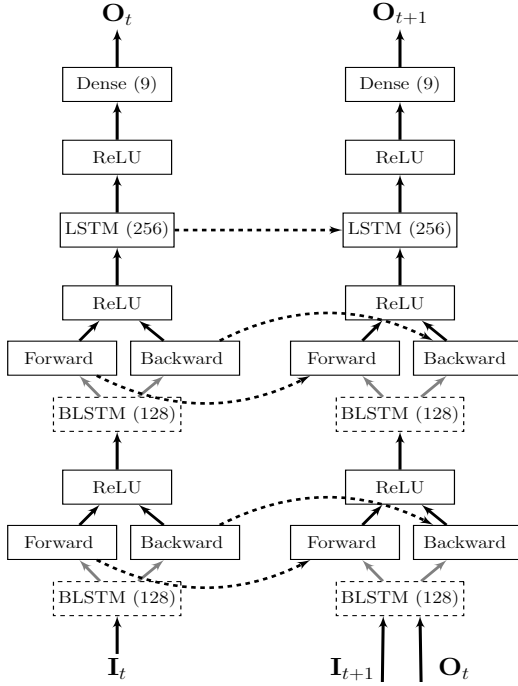 O_t O_{t+1}
Dense (9) Dense (9)
ReLU ReLU
LSTM (256) LSTM (256)
ReLU ReLU
Forward Backward Forward Backward
BLSTM (128) BLSTM (128)
ReLU ReLU
Forward Backward Forward Backward
BLSTM (128) BLSTM (128)
I_t I_{t+1} O_t